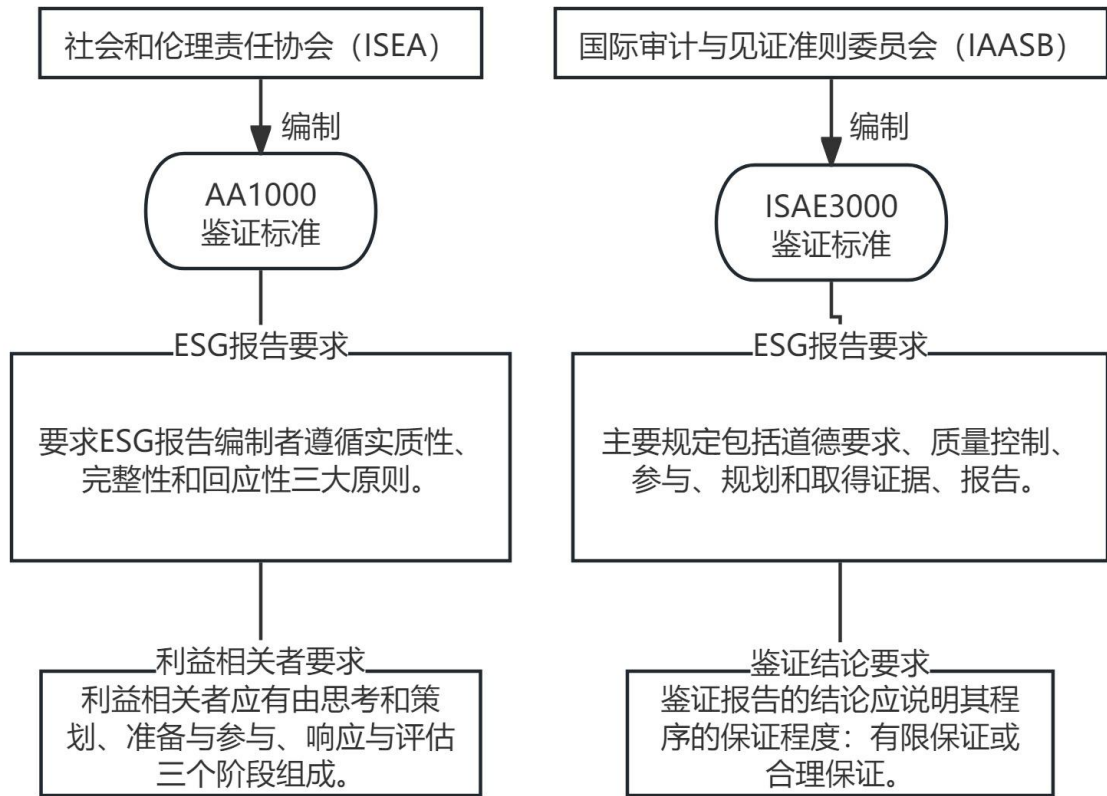 社会和伦理责任协会（ISEA）
编制
AA1000
鉴证标准
ESG报告要求
要求ESG报告编制者遵循实质性、
完整性和回应性三大原则。
利益相关者要求
利益相关者应有由思考和策
划、准备与参与、响应与评估
三个阶段组成。
国际审计与见证准则委员会（IAASB）
编制
ISAE3000
鉴证标准
ESG报告要求
主要规定包括道德要求、质量控制、
参与、规划和取得证据、报告。
鉴证结论要求
鉴证报告的结论应说明其程
序的保证程度：有限保证或
合理保证。